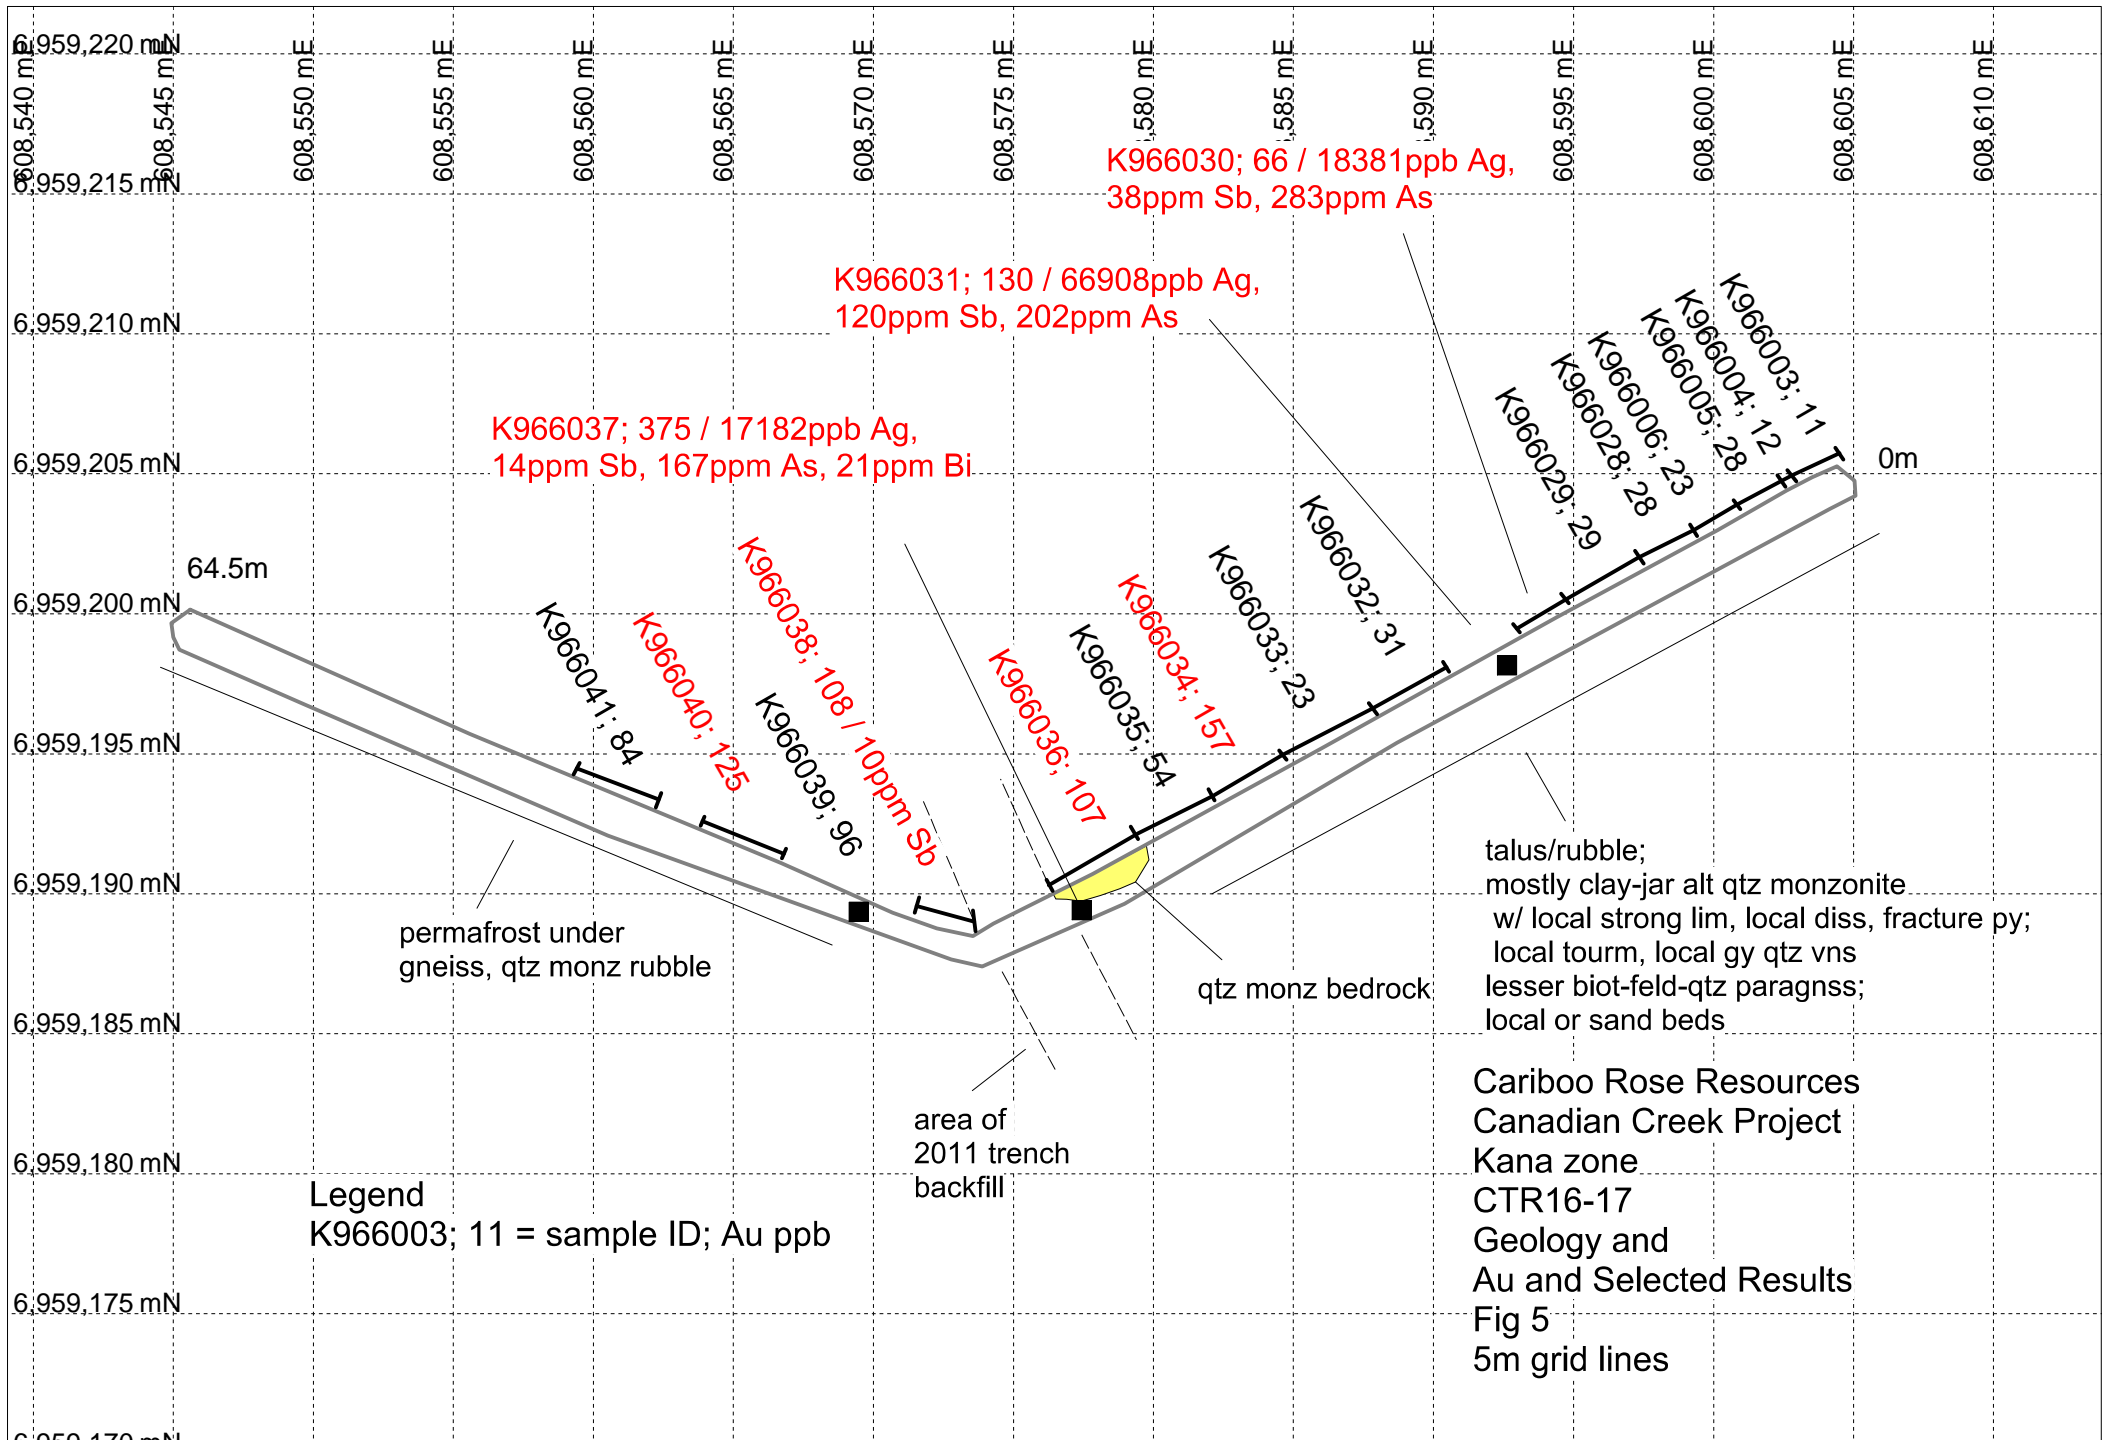 6,959,220 mN
608,540 mE
608,545 mE
608,550 mE
608,555 mE
608,560 mE
608,565 mE
608,570 mE
608,575 mE
,580 mE
,585 mE
608,590 mE
608,595 mE
608,600 mE
608,605 mE
608,610 mE
6,959,215 mN
K966030; 66 / 18381ppb Ag,
38ppm Sb, 283ppm As
K966031; 130 / 66908ppb Ag,
120ppm Sb, 202ppm As
6,959,210 mN
K966003; 11
K966004; 12
K966005; 28
K966006; 23
K966028; 28
K966029; 29
0m
K966037; 375 / 17182ppb Ag,
14ppm Sb, 167ppm As, 21ppm Bi
6,959,205 mN
K966032; 31
K966033; 23
K966034; 157
K966035; 54
K966036; 107
K966038; 108 / 10ppm Sb
K966039; 96
K966040; 125
K966041; 84
64.5m
6,959,200 mN
6,959,195 mN
6,959,190 mN
permafrost under
gneiss, qtz monz rubble
qtz monz bedrock
talus/rubble;
mostly clay-jar alt qtz monzonite
w/ local strong lim, local diss, fracture py;
local tourm, local gy qtz vns
lesser biot-feld-qtz paragnss;
local or sand beds
6,959,185 mN
area of
2011 trench
backfill
6,959,180 mN
Legend
K966003; 11 = sample ID; Au ppb
Cariboo Rose Resources
Canadian Creek Project
Kana zone
CTR16-17
Geology and
Au and Selected Results
Fig 5
5m grid lines
6,959,175 mN
6,959,170 mN